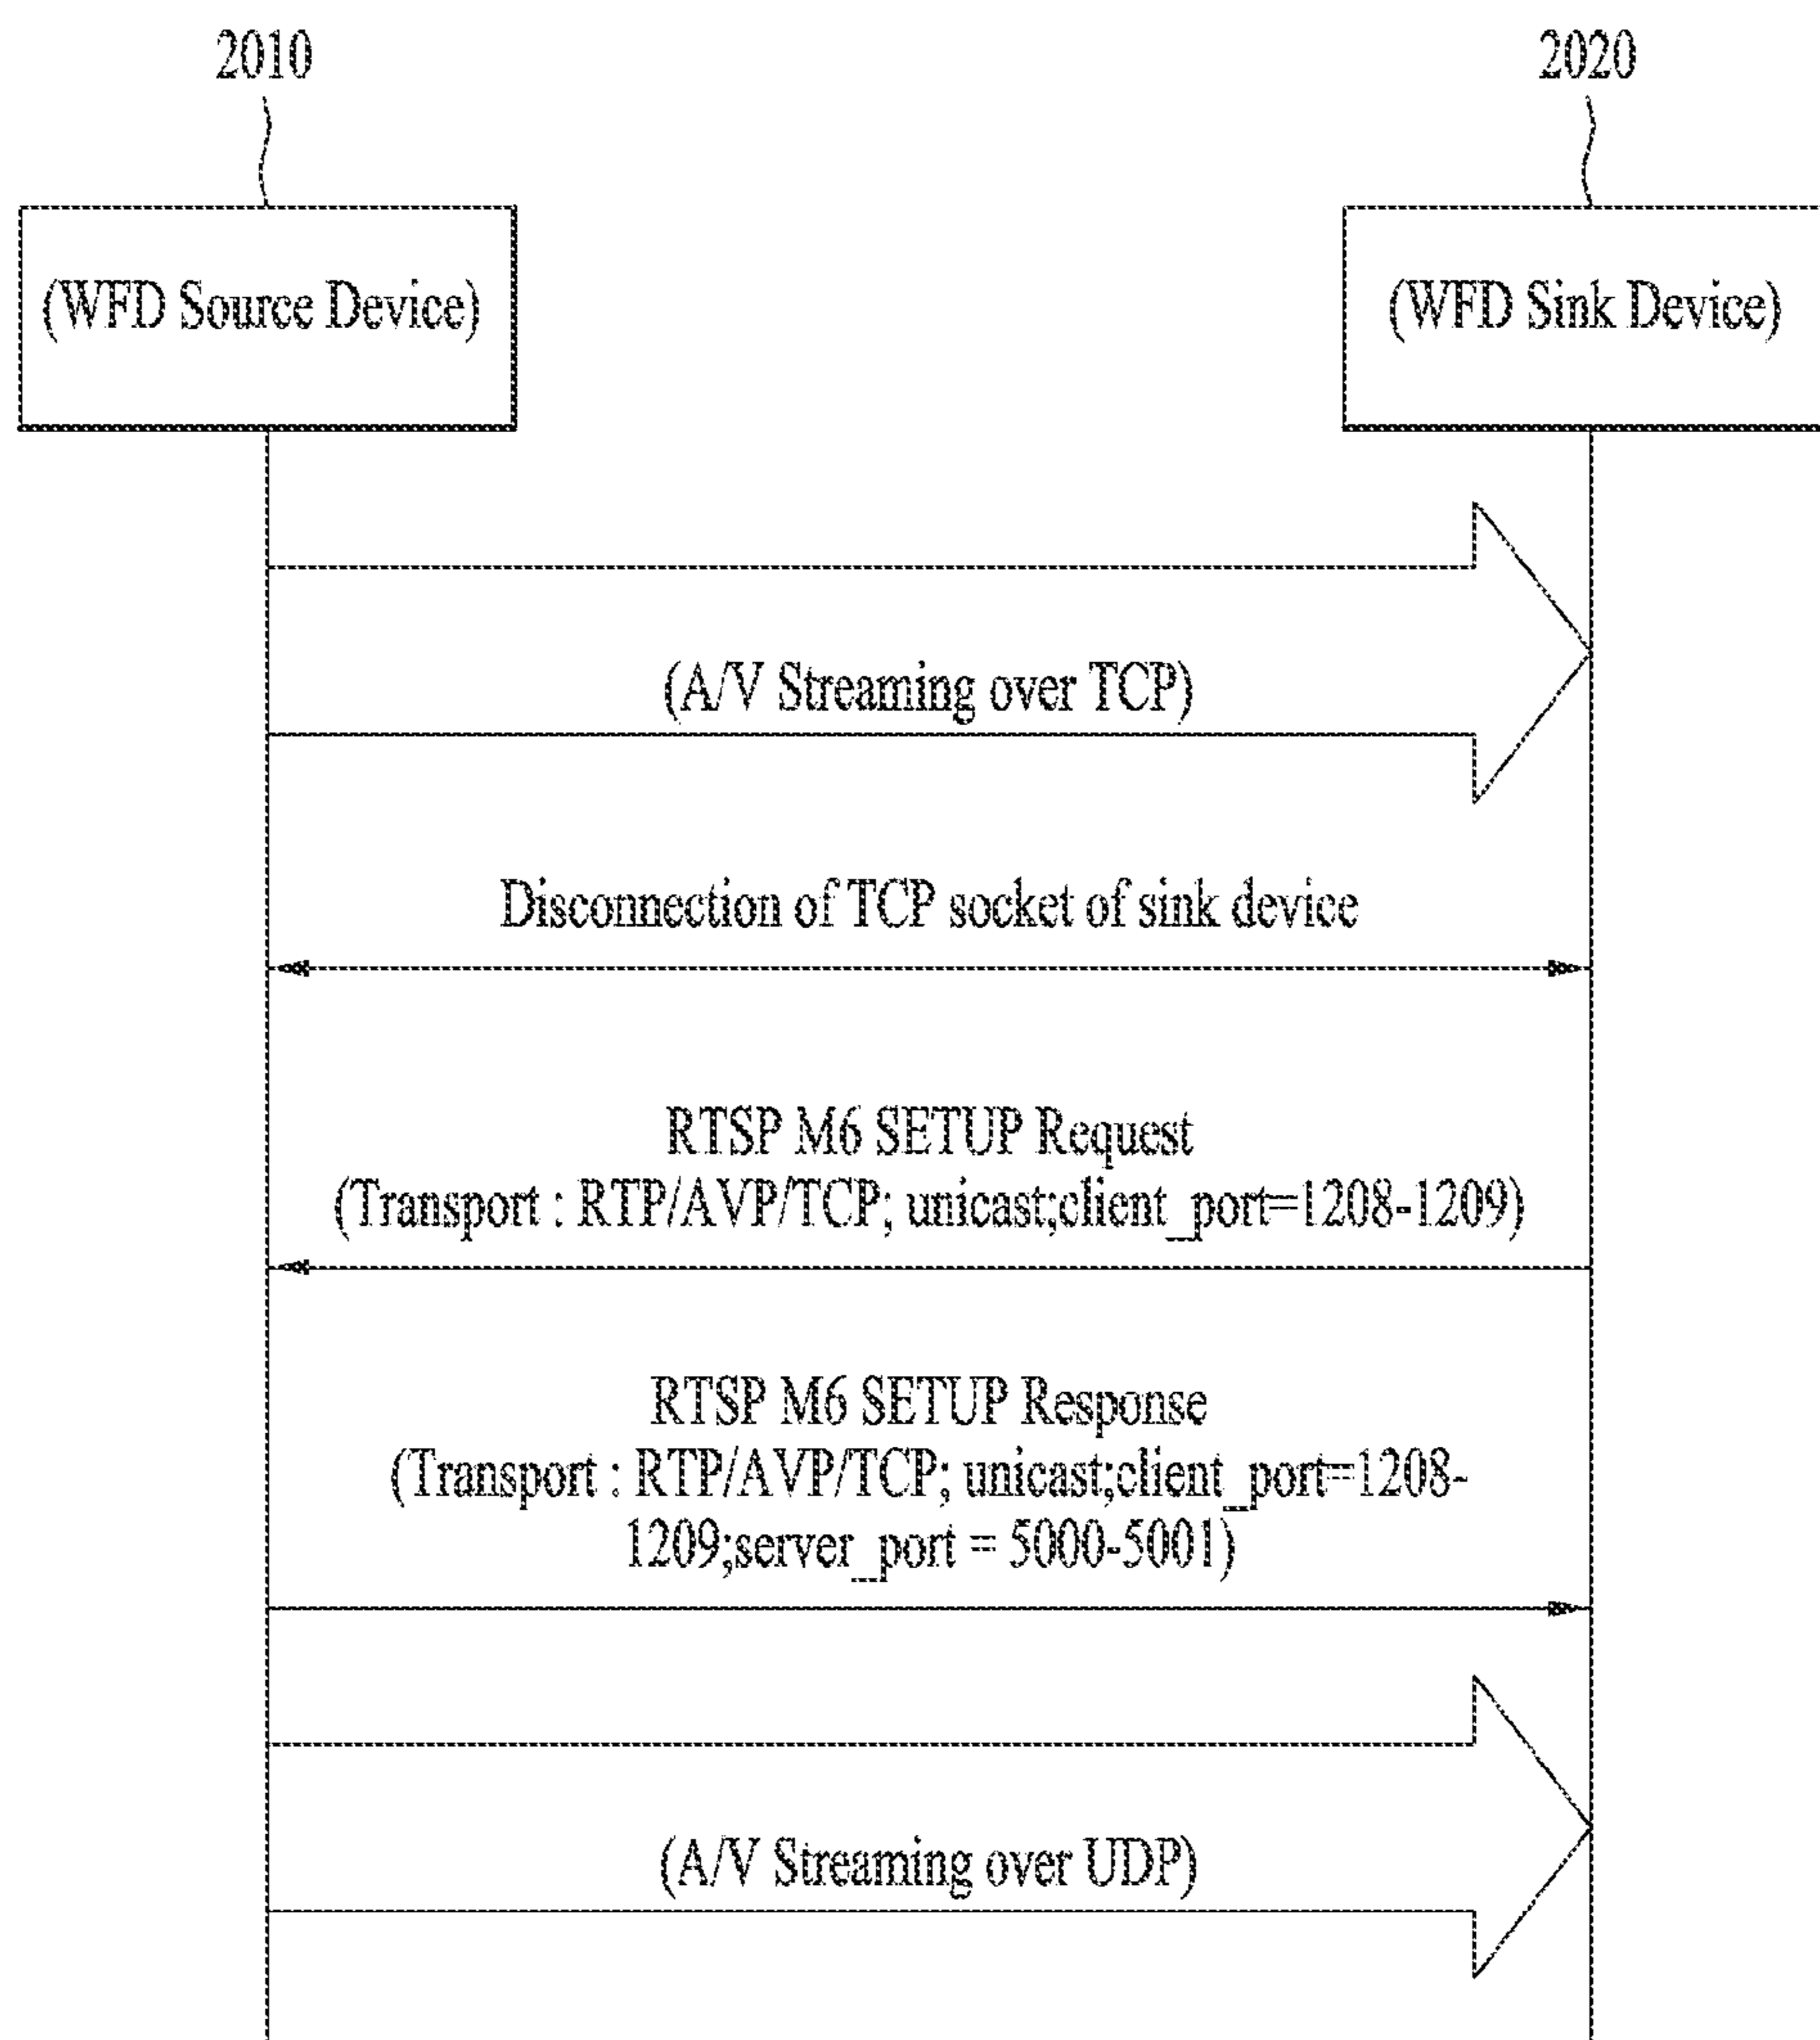 2010
2020
(WFD Source Device)
(WFD Sink Device)
(A/V Streaming over TCP)
Disconnection of TCP socket of sink device
RTSP M6 SETUP Request
(Transport : RTP/AVP/TCP; unicast;client_port=1208-1209)
RTSP M6 SETUP Response
(Transport : RTP/AVP/TCP; unicast;client_port=1208-
1209;server_port = 5000-5001)
(A/V Streaming over UDP)